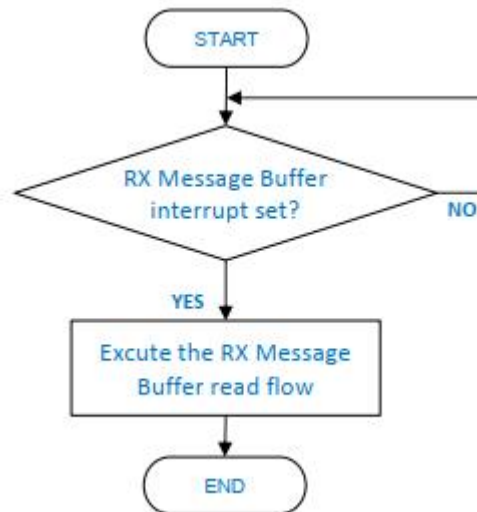 START
RX Message Buffer
interrupt set?
NO
YES
Excute the RX Message
Buffer read flow
END